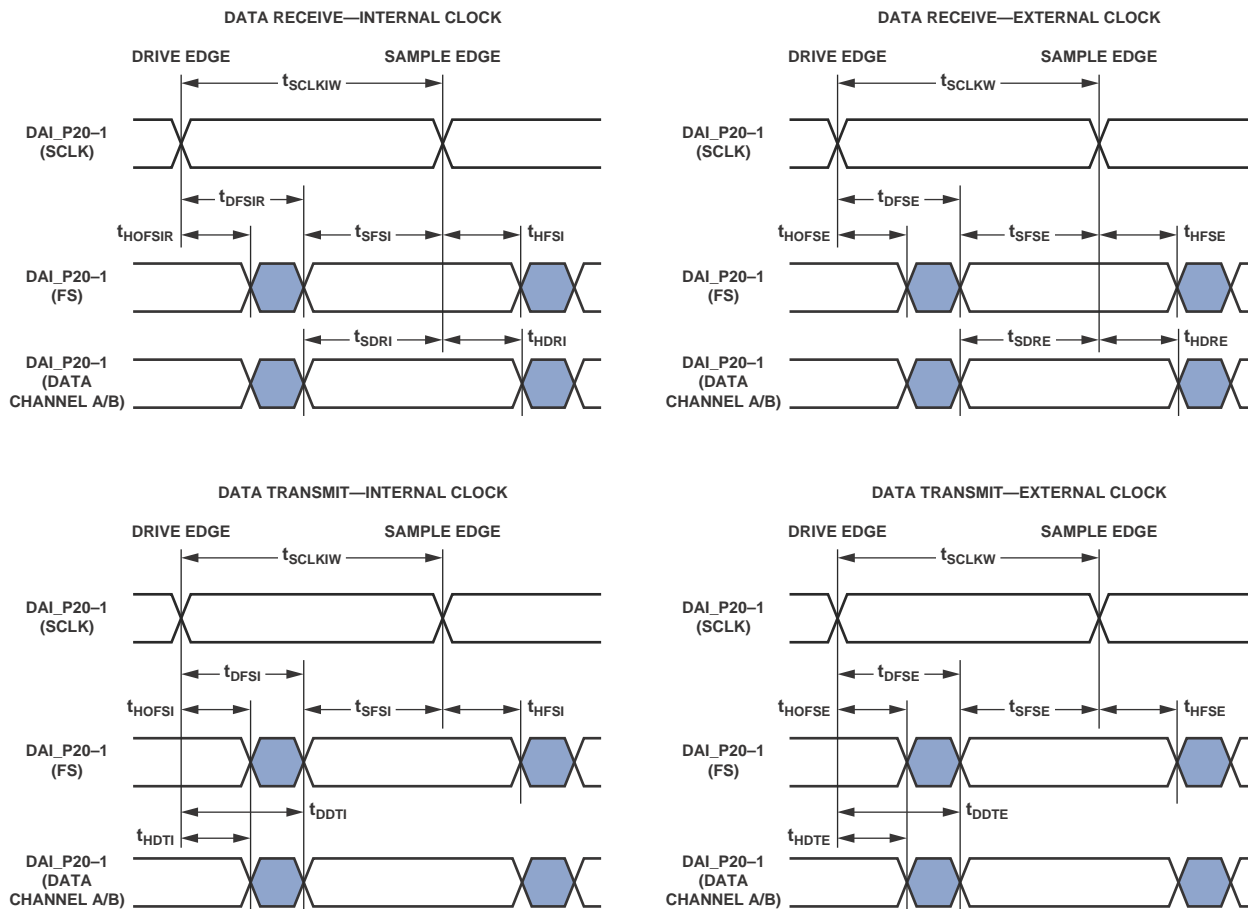 DATA RECEIVE—INTERNAL CLOCK
DRIVE EDGE
SAMPLE EDGE
tSCLKIW
DAI_P20–1
(SCLK)
tDFSIR
tHOFSIR
tSFSI
tHFSI
DAI_P20–1
(FS)
tSDRI
tHDRI
DAI_P20–1
(DATA
CHANNEL A/B)
DATA RECEIVE—EXTERNAL CLOCK
DRIVE EDGE
SAMPLE EDGE
tSCLKW
DAI_P20–1
(SCLK)
tDFSE
tHOFSE
tSFSE
tHFSE
DAI_P20–1
(FS)
tSDRE
tHDRE
DAI_P20–1
(DATA
CHANNEL A/B)
DATA TRANSMIT—INTERNAL CLOCK
DRIVE EDGE
SAMPLE EDGE
tSCLKIW
DAI_P20–1
(SCLK)
tDFSI
tHOFSI
tSFSI
tHFSI
DAI_P20–1
(FS)
tDDTI
tHDTI
DAI_P20–1
(DATA
CHANNEL A/B)
DATA TRANSMIT—EXTERNAL CLOCK
DRIVE EDGE
SAMPLE EDGE
tSCLKW
DAI_P20–1
(SCLK)
tDFSE
tHOFSE
tSFSE
tHFSE
DAI_P20–1
(FS)
tDDTE
tHDTE
DAI_P20–1
(DATA
CHANNEL A/B)